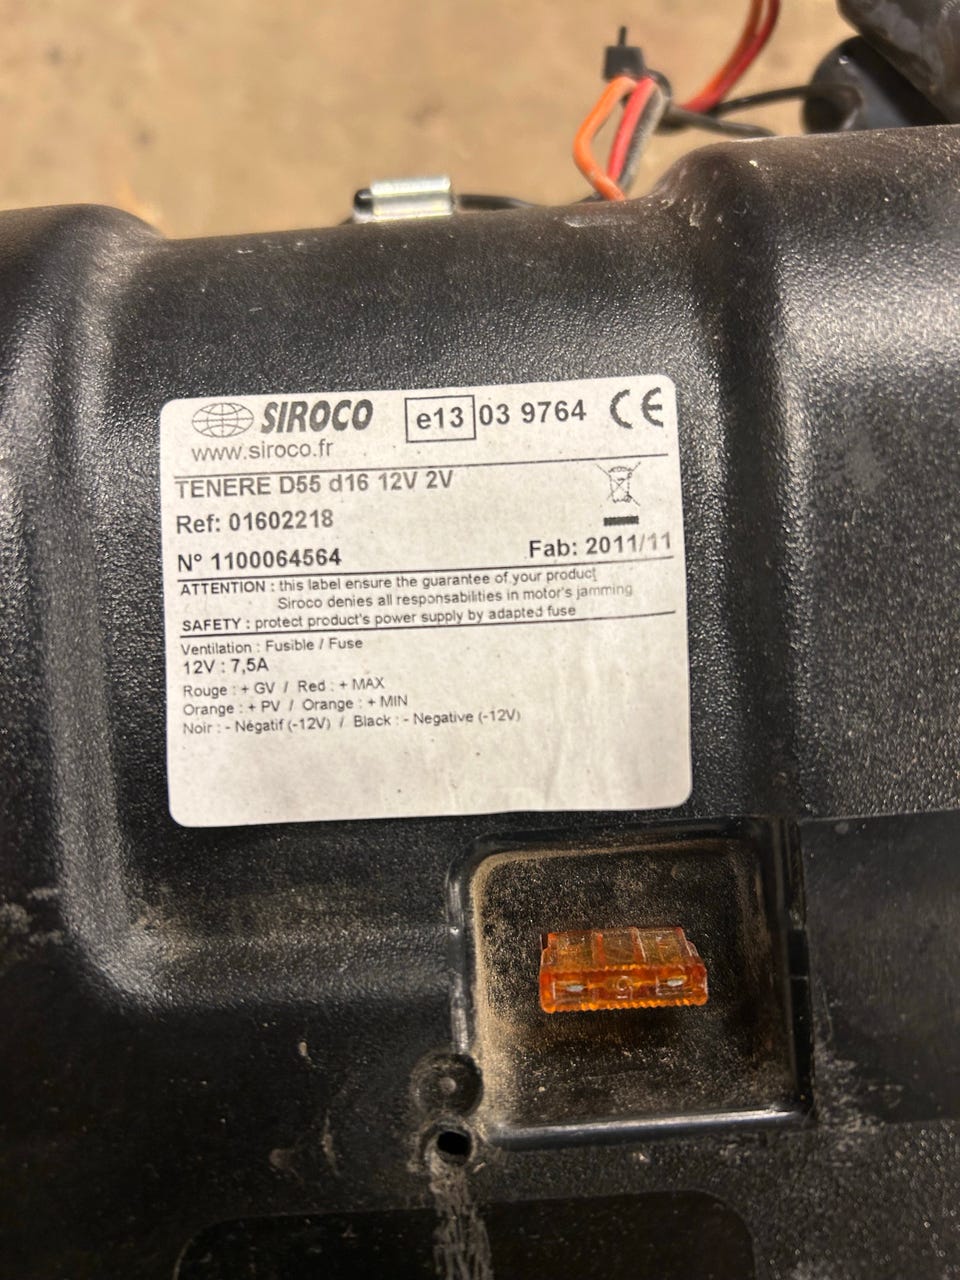 SIROCO e13 03 9764 CE
www.siroco.fr
TENERE D55 d16 12V 2V
Ref: 01602218
N° 1100064564 Fab: 2011/11
ATTENTION : this label ensure the guarantee of your product
Siroco denies all responsabilities in motor's jamming
SAFETY : protect product's power supply by adapted fuse
Ventilation : Fusible / Fuse
12V : 7,5A
Rouge : + GV / Red : + MAX
Orange : + PV / Orange : + MIN
Noir : - Négatif (-12V) / Black : - Negative (-12V)